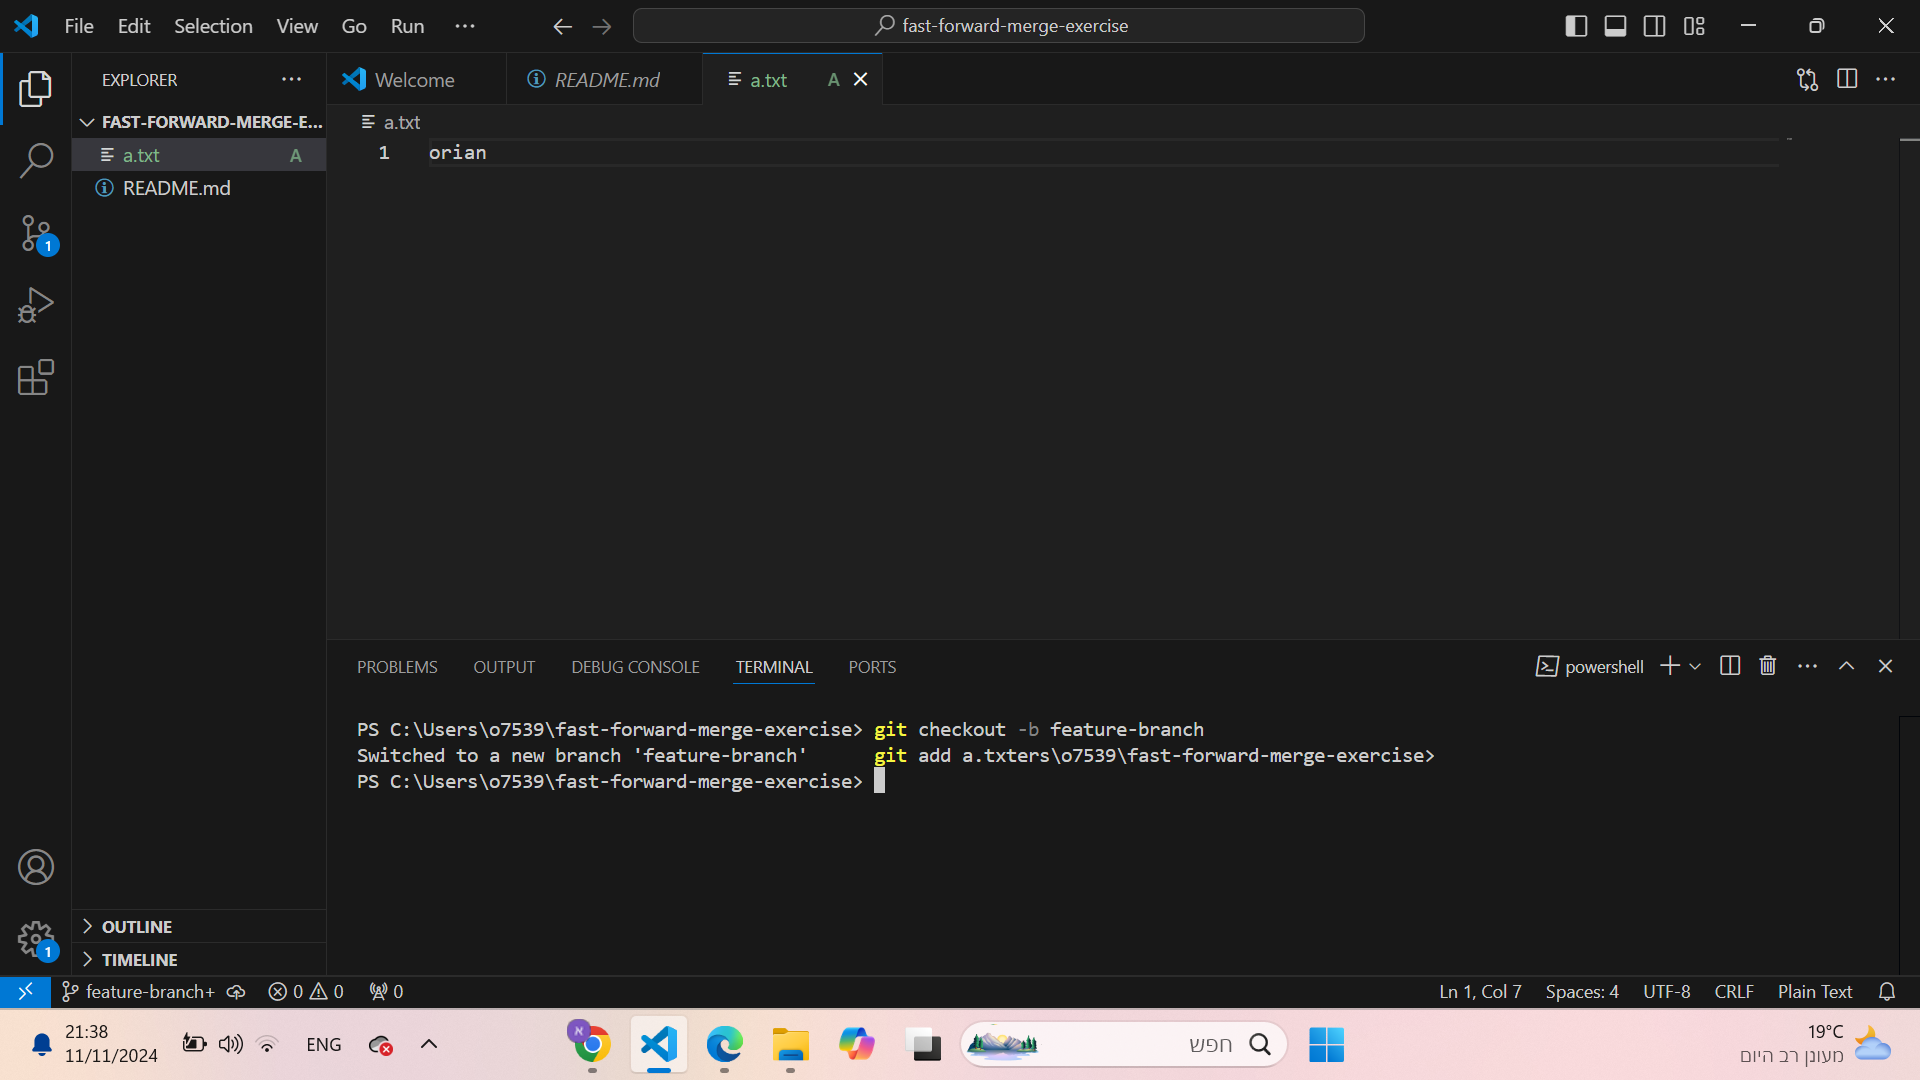 File Edit Selection View Go Run ···
fast-forward-merge-exercise
EXPLORER
Welcome
README.md
a.txt A
FAST-FORWARD-MERGE-E...
a.txt A
README.md
a.txt
1 orian
1
PROBLEMS OUTPUT DEBUG CONSOLE TERMINAL PORTS
powershell
PS C:\Users\o7539\fast-forward-merge-exercise> git checkout -b feature-branch
Switched to a new branch 'feature-branch' git add a.txters\o7539\fast-forward-merge-exercise>
PS C:\Users\o7539\fast-forward-merge-exercise>
OUTLINE
1
TIMELINE
feature-branch+ 0 0 0
Ln 1, Col 7 Spaces: 4 UTF-8 CRLF Plain Text
21:38
11/11/2024
ENG
א
חפש
19°C
מעונן רב היום